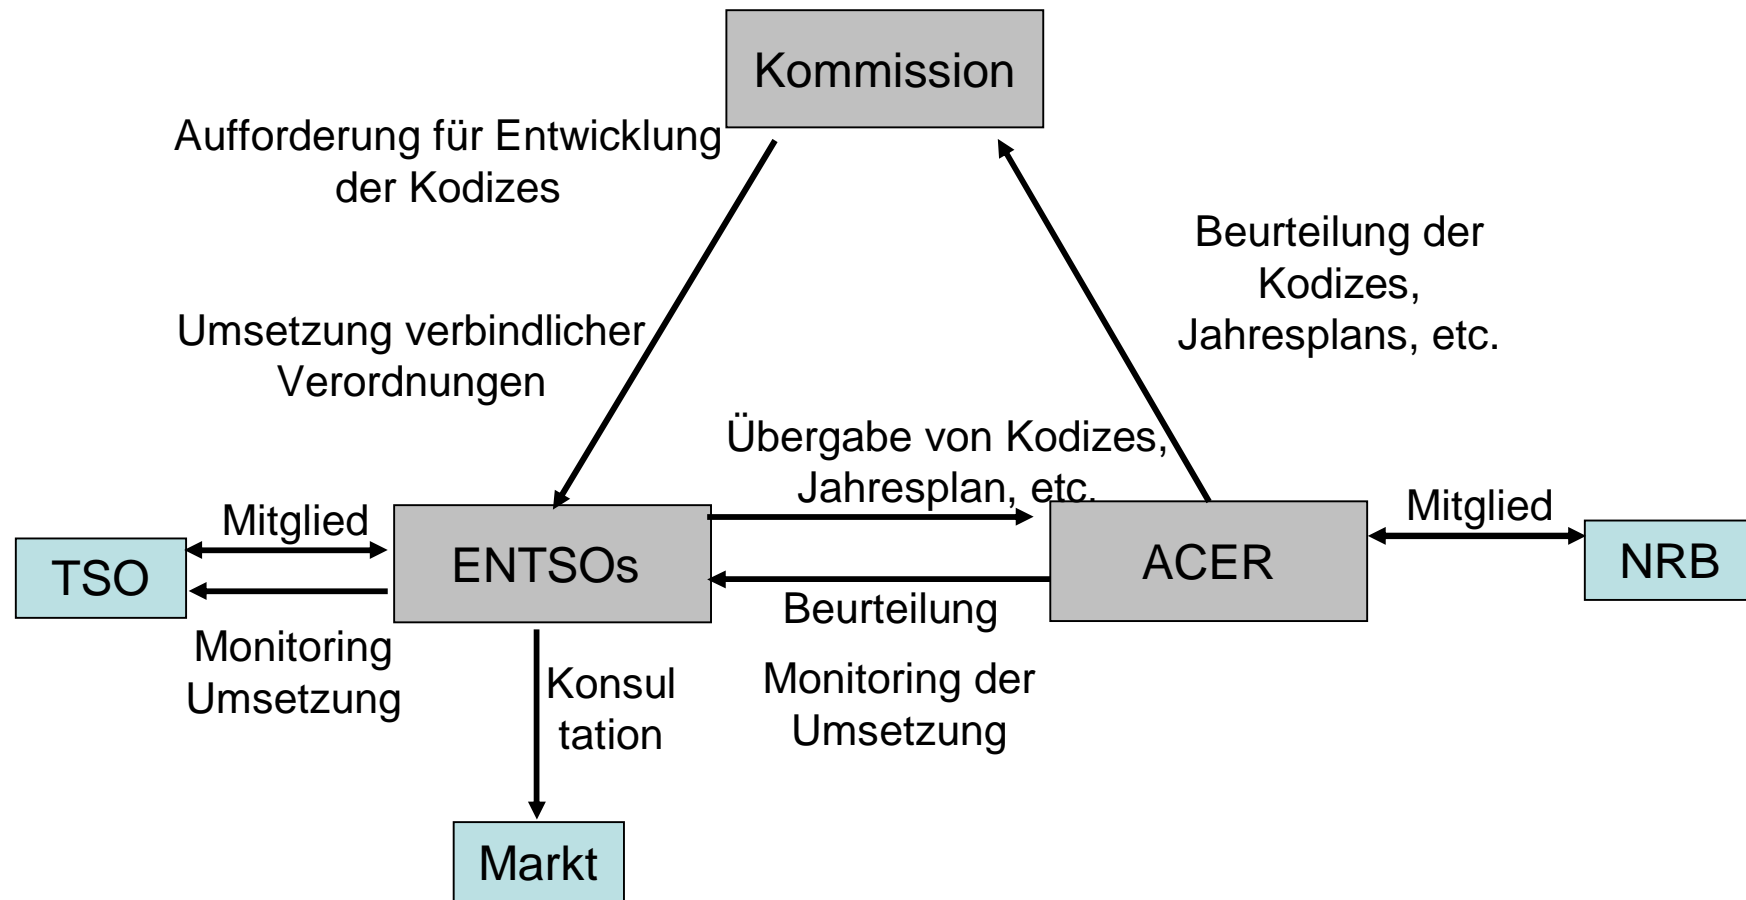 Kommission
Aufforderung für Entwicklung
der Kodizes
Beurteilung der
Kodizes,
Jahresplans, etc.
Umsetzung verbindlicher
Verordnungen
Übergabe von Kodizes,
Jahresplan, etc.
Mitglied
TSO
ENTSOs
ACER
Mitglied
NRB
Monitoring
Umsetzung
Konsul
tation
Beurteilung
Monitoring der
Umsetzung
Markt